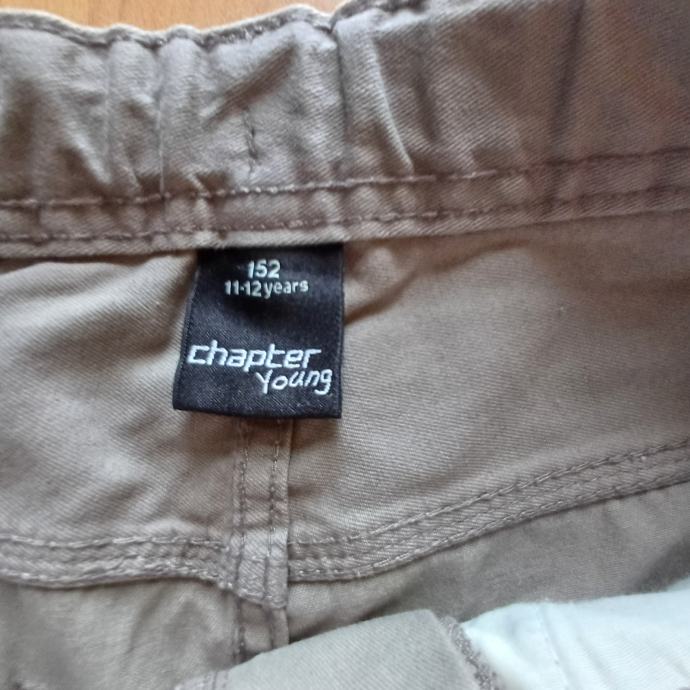 152
11-12 years
chapter
Young